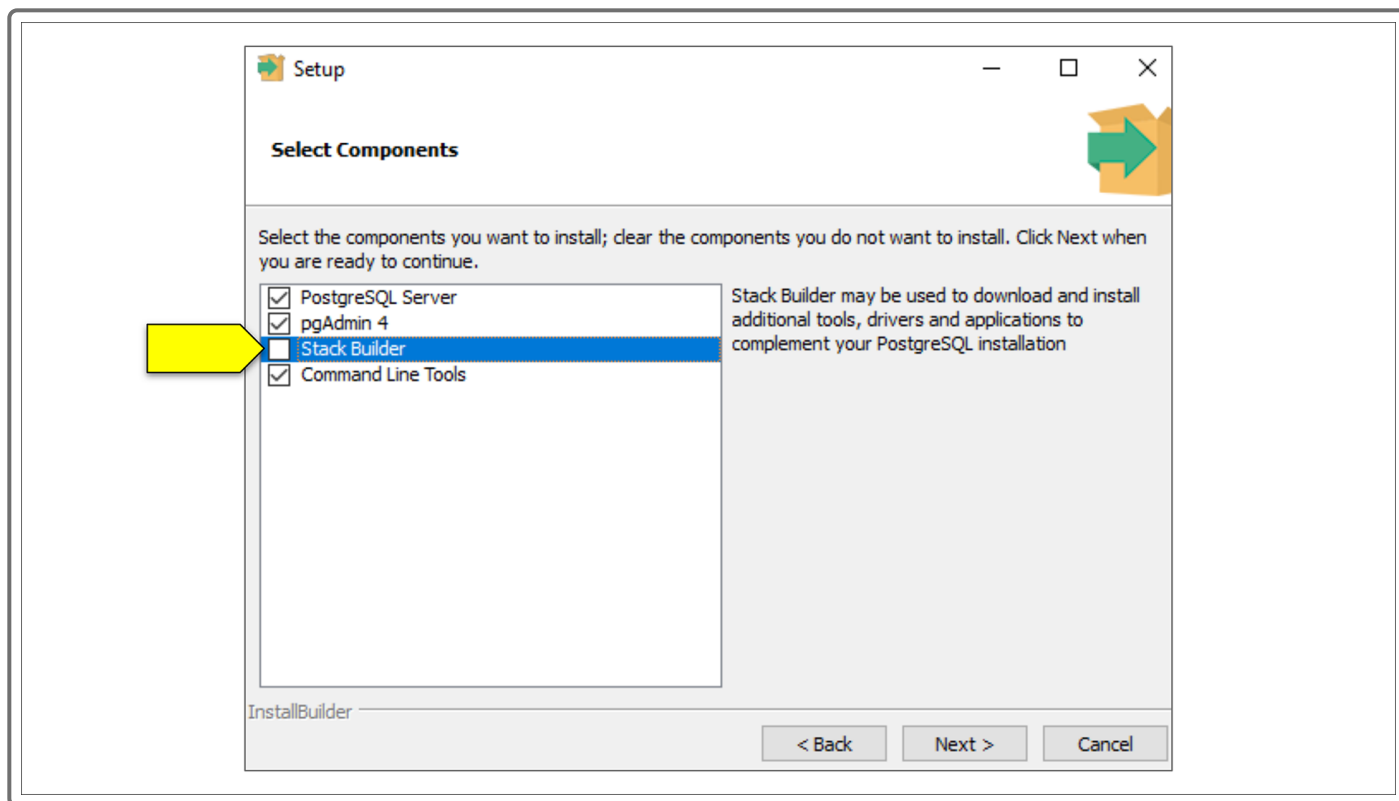 Setup
Select Components
Select the components you want to install; clear the components you do not want to install. Click Next when
you are ready to continue.
PostgreSQL Server
pgAdmin 4
Stack Builder
Command Line Tools
Stack Builder may be used to download and install
additional tools, drivers and applications to
complement your PostgreSQL installation
InstallBuilder
< Back
Next >
Cancel